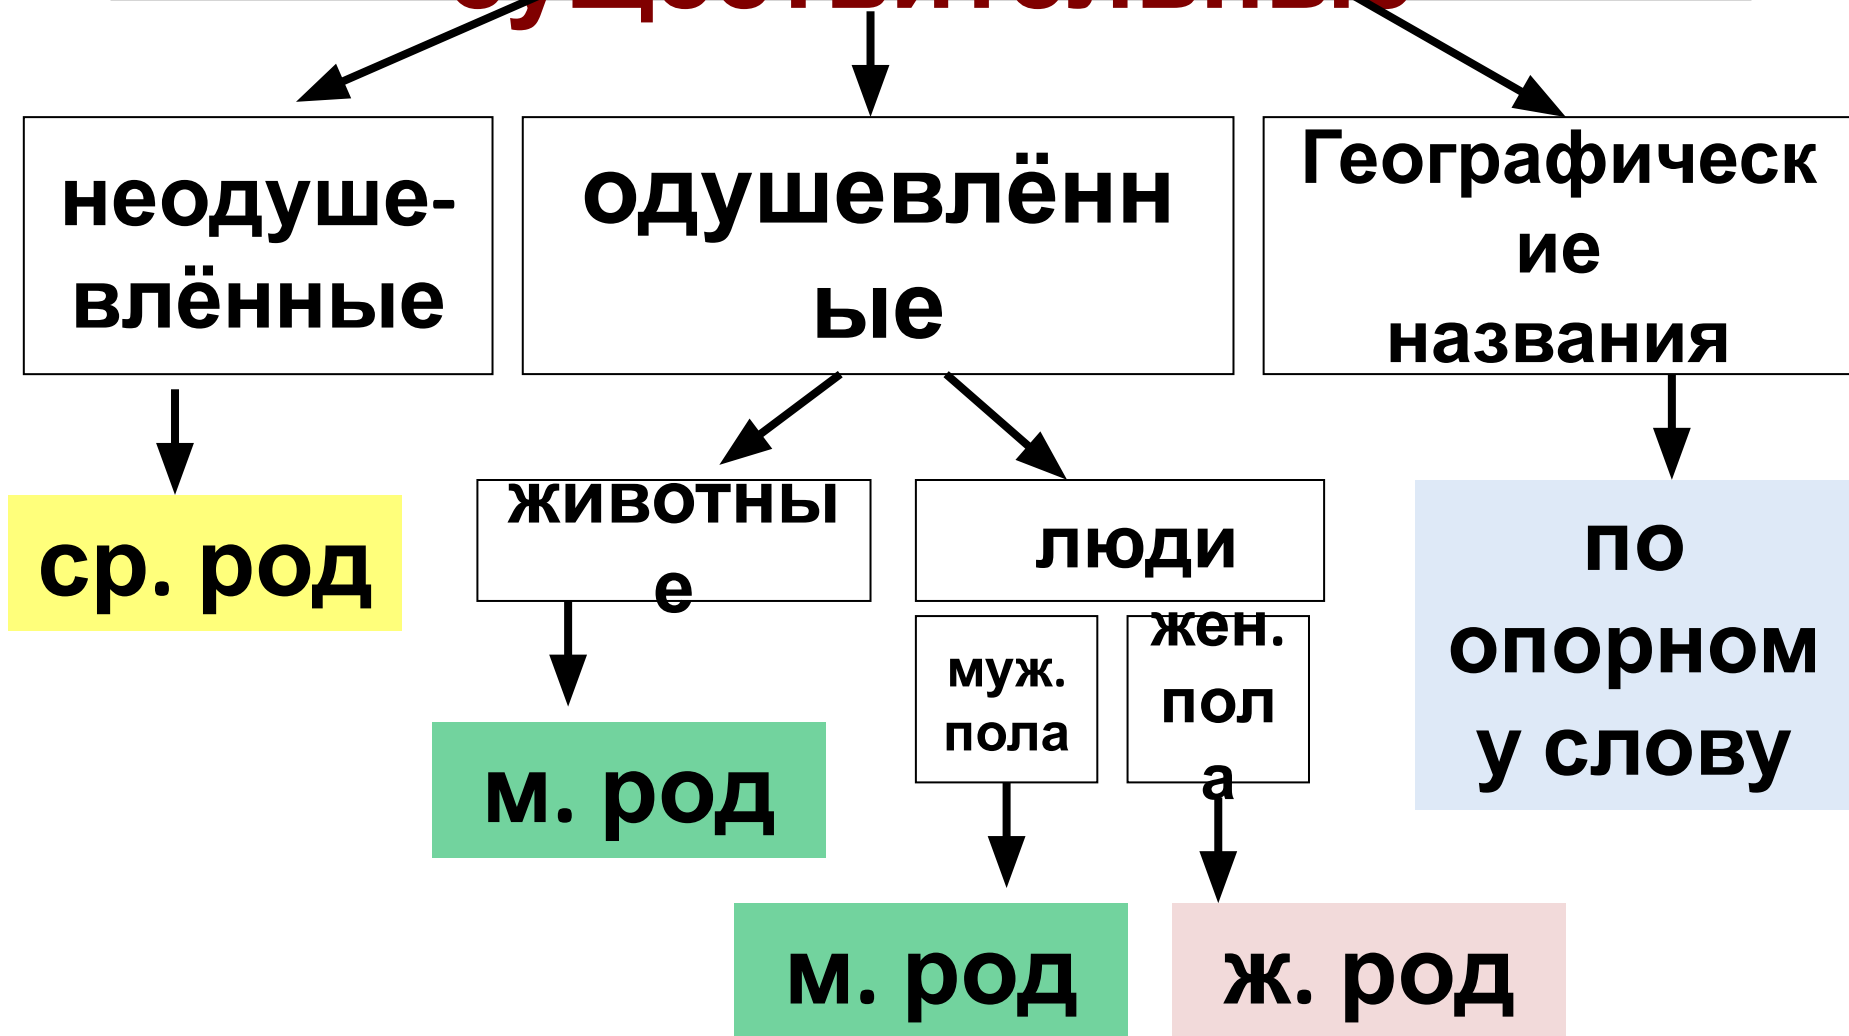 существительные
неодуше-
влённые
одушевлённ
ые
Географическ
ие
названия
ср. род
животны
е
люди
муж.
пола
жен.
пол
а
по
опорном
у слову
м. род
м. род
ж. род